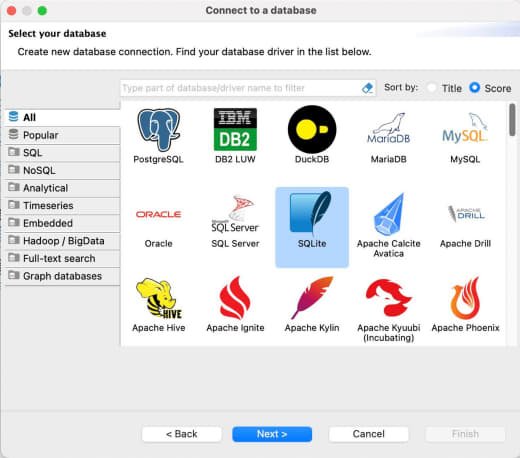 Connect to a database
Select your database
Create new database connection. Find your database driver in the list below.
Type part of database/driver name to filter
Sort by: Title Score
All
Popular
SQL
NoSQL
Analytical
Timeseries
Embedded
Hadoop / BigData
Full-text search
Graph databases
IBM
DB2
MariaDB
MySQL
PostgreSQL DB2 LUW DuckDB MariaDB MySQL
ORACLE
Microsoft
SQL Server
APACHE
DRILL
Oracle SQL Server SQLite Apache Calcite Avatica Apache Drill
HIVE
Apache Hive Apache Ignite Apache Kylin Apache Kyuubi (Incubating) Apache Phoenix
< Back Next > Cancel Finish